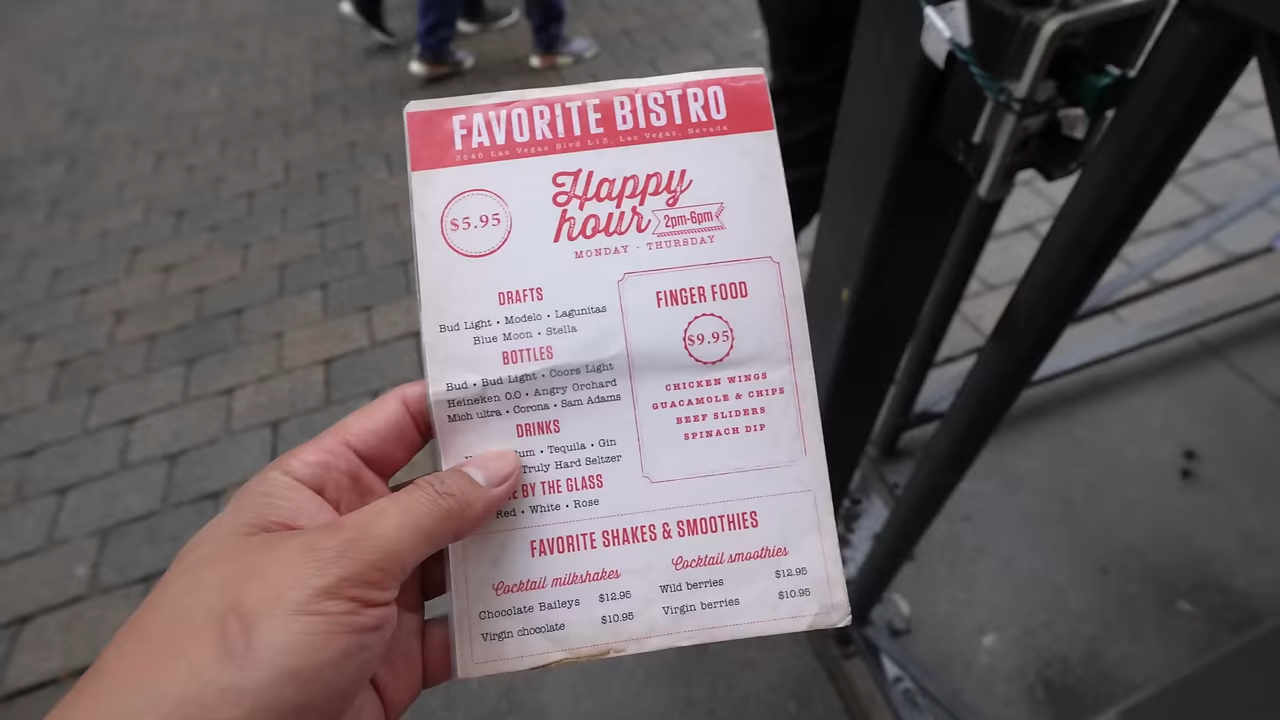 FAVORITE BISTRO
3545 Las Vegas Blvd L13, Las Vegas, Nevada
$5.95
Happy
hour 2pm-6pm
MONDAY - THURSDAY
DRAFTS
Bud Light • Modelo • Lagunitas
Blue Moon • Stella
BOTTLES
Bud • Bud Light • Coors Light
Heineken 0.0 • Angry Orchard
Mich ultra • Corona • Sam Adams
DRINKS
• Tequila • Gin
Truly Hard Seltzer
BY THE GLASS
Red • White • Rose
FINGER FOOD
$9.95
CHICKEN WINGS
GUACAMOLE & CHIPS
BEEF SLIDERS
SPINACH DIP
FAVORITE SHAKES & SMOOTHIES
Cocktail milkshakes
Chocolate Baileys $12.95
Virgin chocolate $10.95
Cocktail smoothies
Wild berries $12.95
Virgin berries $10.95